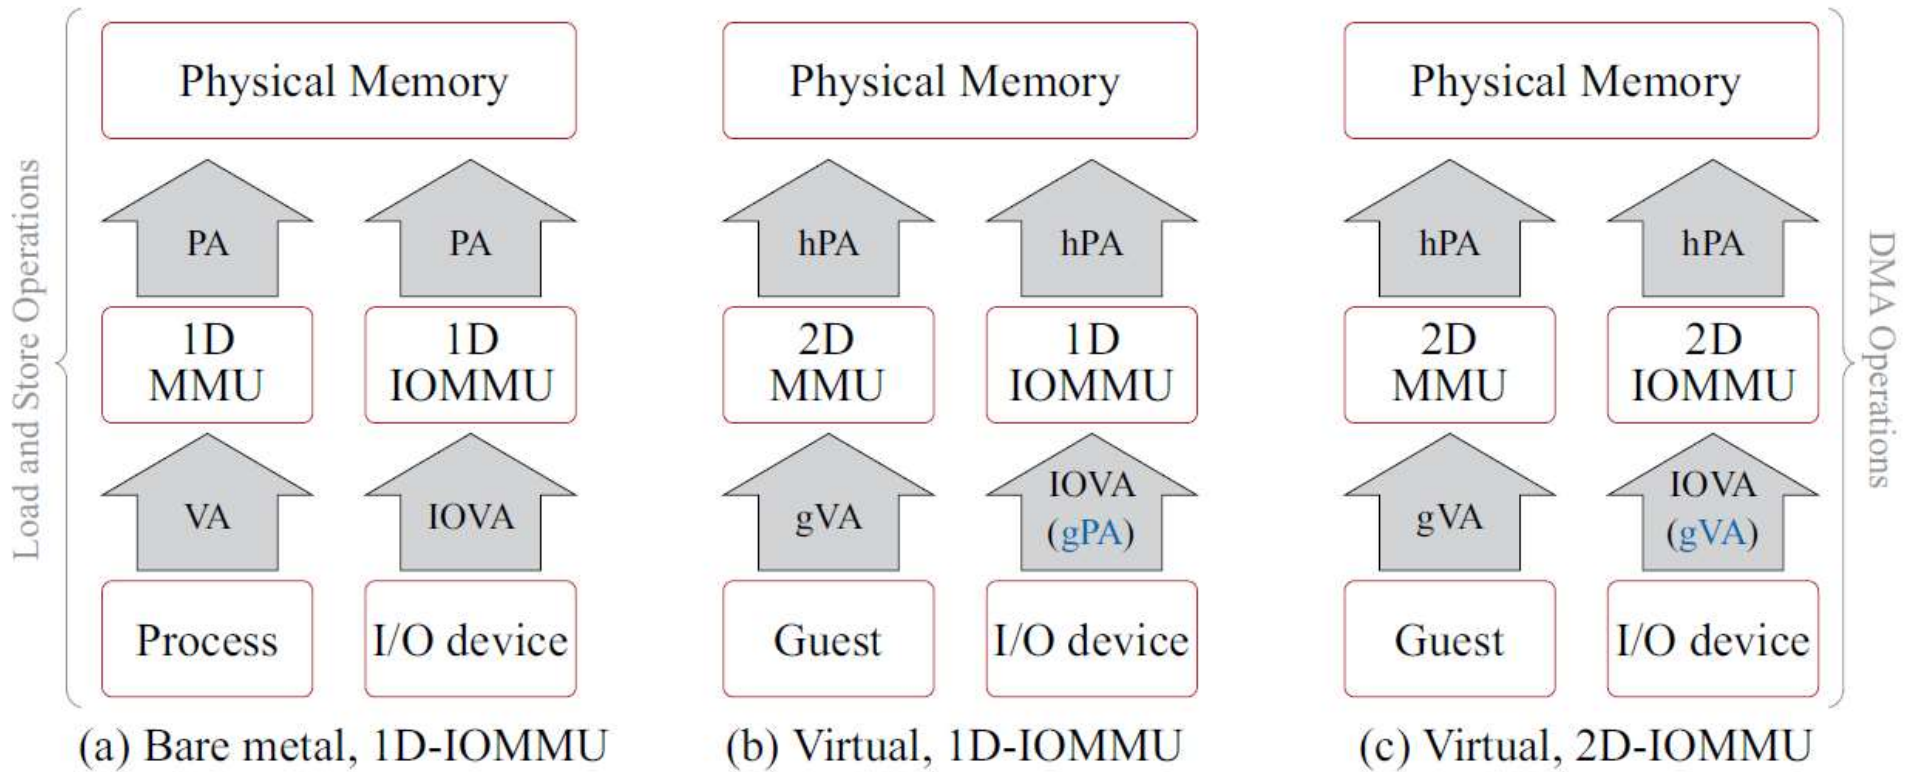 Load and Store Operations
Physical Memory
PA
PA
1D
MMU
1D
IOMMU
VA
IOVA
Process
I/O device
(a) Bare metal, 1D-IOMMU
Physical Memory
hPA
hPA
2D
MMU
1D
IOMMU
gVA
IOVA
(gPA)
Guest
I/O device
(b) Virtual, 1D-IOMMU
Physical Memory
hPA
hPA
2D
MMU
2D
IOMMU
gVA
IOVA
(gVA)
Guest
I/O device
(c) Virtual, 2D-IOMMU
DMA Operations